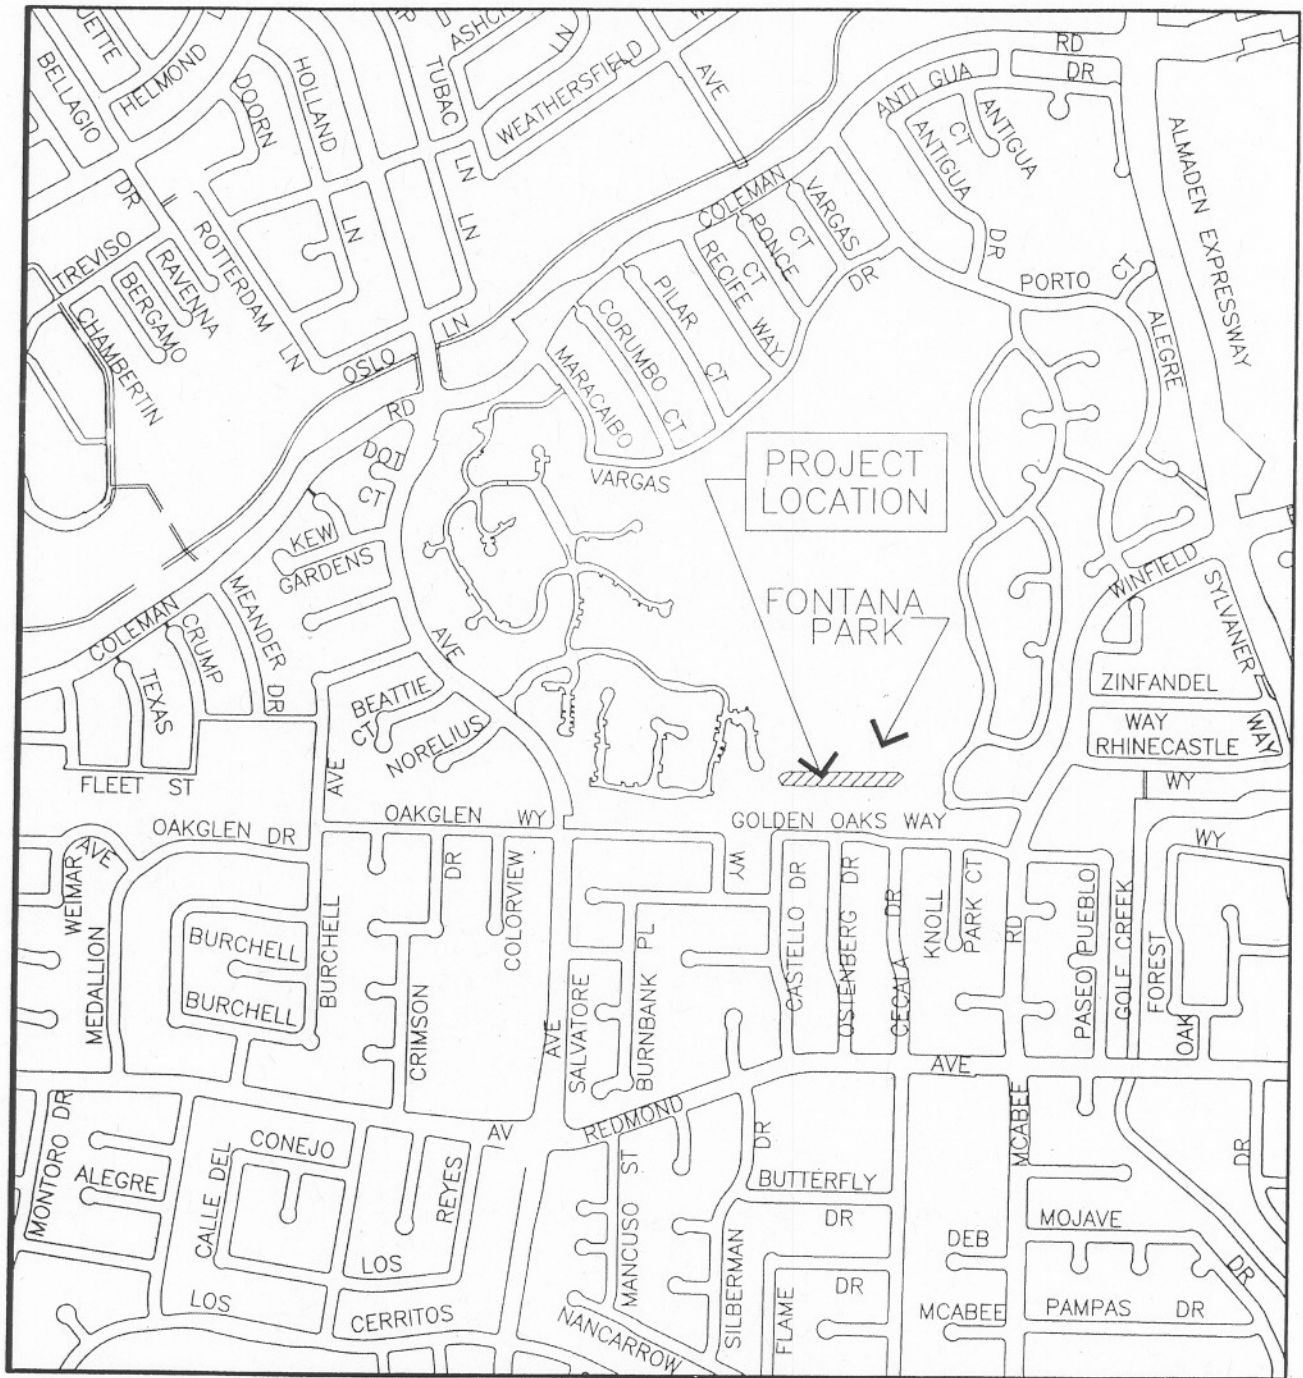 ASHCR
RD
UETTE
HELMOND
LN
BELLAGIO
HOLLAND
TUBAC
WEATHERSFIELD
AVE
DR
DOORN
ANTI GUA
ANTIGUA
CT
ANTIGUA
ALMADEN EXPRESSWAY
LN
DR
COLEMAN
VARGAS
CT
PONCE
CT
LN
LN
ROTTERDAM
LN
TREVISO
RAVENNA
BERGAMO
RECIFE WAY
DR
DR
PORTO
CT
ALEGRE
PILAR
CT
CORUMBO CT
MARACAIBO
CHAMBERTIN
OSLO
LN
RD
DOT
CT
VARGAS
PROJECT
LOCATION
KEW
GARDENS
WINFIELD
SYLVANER
WAY
FONTANA
PARK
MEANDER DR
COLEMAN
CRUMP
TEXAS
AVE
BEATTIE
CT
NORELIUS
ZINFANDEL
WAY
RHINECASTLE
WY
FLEET ST
AVE
OAKGLEN WY
GOLDEN OAKS WAY
OAKGLEN DR
WY
AVE
WEIMAR
MEDALLION
DR
COLORVIEW
WY
CASTELLO DR
OSTENBERG DR
CECALA DR
KNOLL
PARK CT
RD
PASEO PUEBLO
GOLF CREEK
FOREST
OAK
BURCHELL
BURCHELL
BURCHELL
CRIMSON
AVE
SALVATORE
BURNBANK PL
AVE
MCABEE
REDMOND
AV
MONTORO DR
ALEGRE
CALLE DEL
CONEJO
REYES
LOS
LOS
CERRITOS
MANCUSO ST
DR
SILBERMAN
BUTTERFLY
DR
DR
FLAME
NANCARROW
DEB
MCABEE
MOJAVE
DR
DR
PAMPAS DR